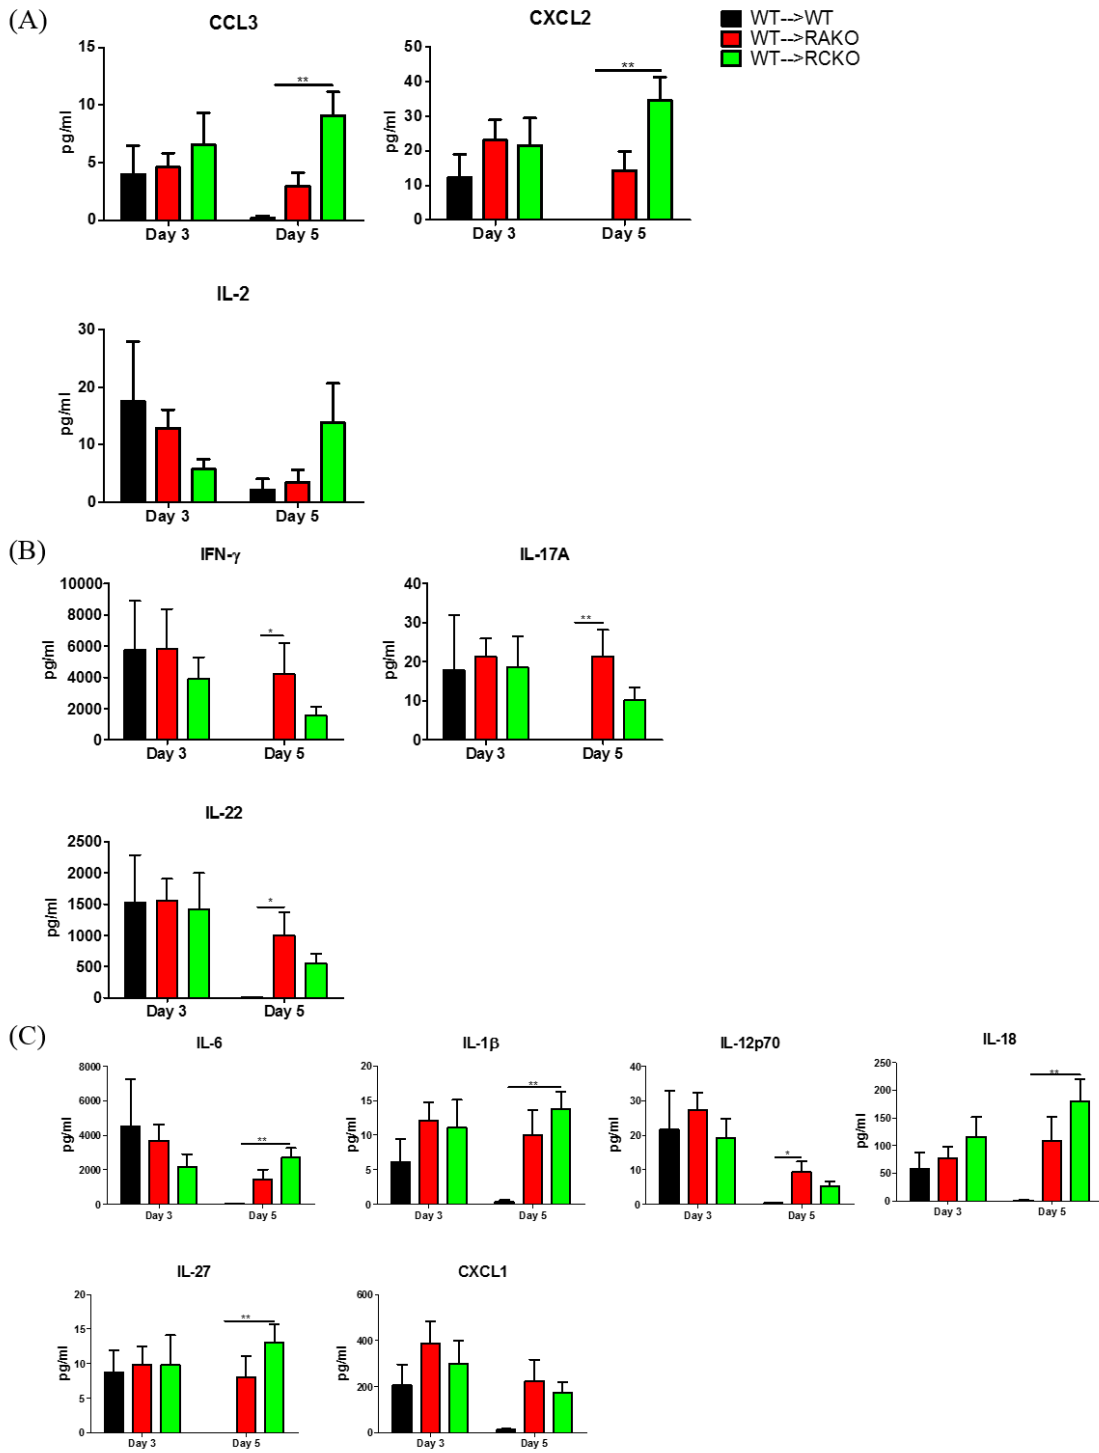 (A)
CCL3
CXCL2
WT-->WT
WT-->RAKO
WT-->RCKO
pg/ml
15
10
5
0
Day 3
Day 5
**
pg/ml
50
40
30
20
10
0
Day 3
Day 5
**
IL-2
pg/ml
30
20
10
0
Day 3
Day 5
(B)
IFN-γ
pg/ml
10000
8000
6000
4000
2000
0
Day 3
Day 5
*
IL-17A
pg/ml
40
30
20
10
0
Day 3
Day 5
**
IL-22
pg/ml
2500
2000
1500
1000
500
0
Day 3
Day 5
*
(C)
IL-6
pg/ml
8000
6000
4000
2000
0
Day 3
Day 5
**
IL-1β
pg/ml
20
15
10
5
0
Day 3
Day 5
**
IL-12p70
pg/ml
40
30
20
10
0
Day 3
Day 5
*
IL-18
pg/ml
250
200
150
100
50
0
Day 3
Day 5
**
IL-27
pg/ml
20
15
10
5
0
Day 3
Day 5
**
CXCL1
pg/ml
600
400
200
0
Day 3
Day 5